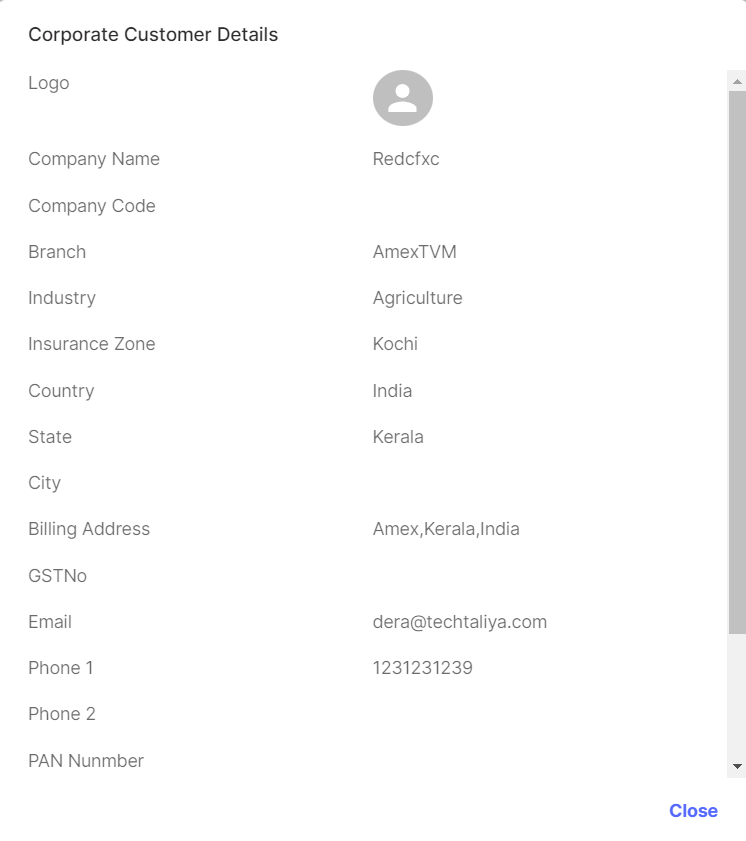 Corporate Customer Details
Logo
Company Name Redcfxc
Company Code
Branch AmexTVM
Industry Agriculture
Insurance Zone Kochi
Country India
State Kerala
City
Billing Address Amex,Kerala,India
GSTNo
Email dera@techtaliya.com
Phone 1 1231231239
Phone 2
PAN Nunmber
Close